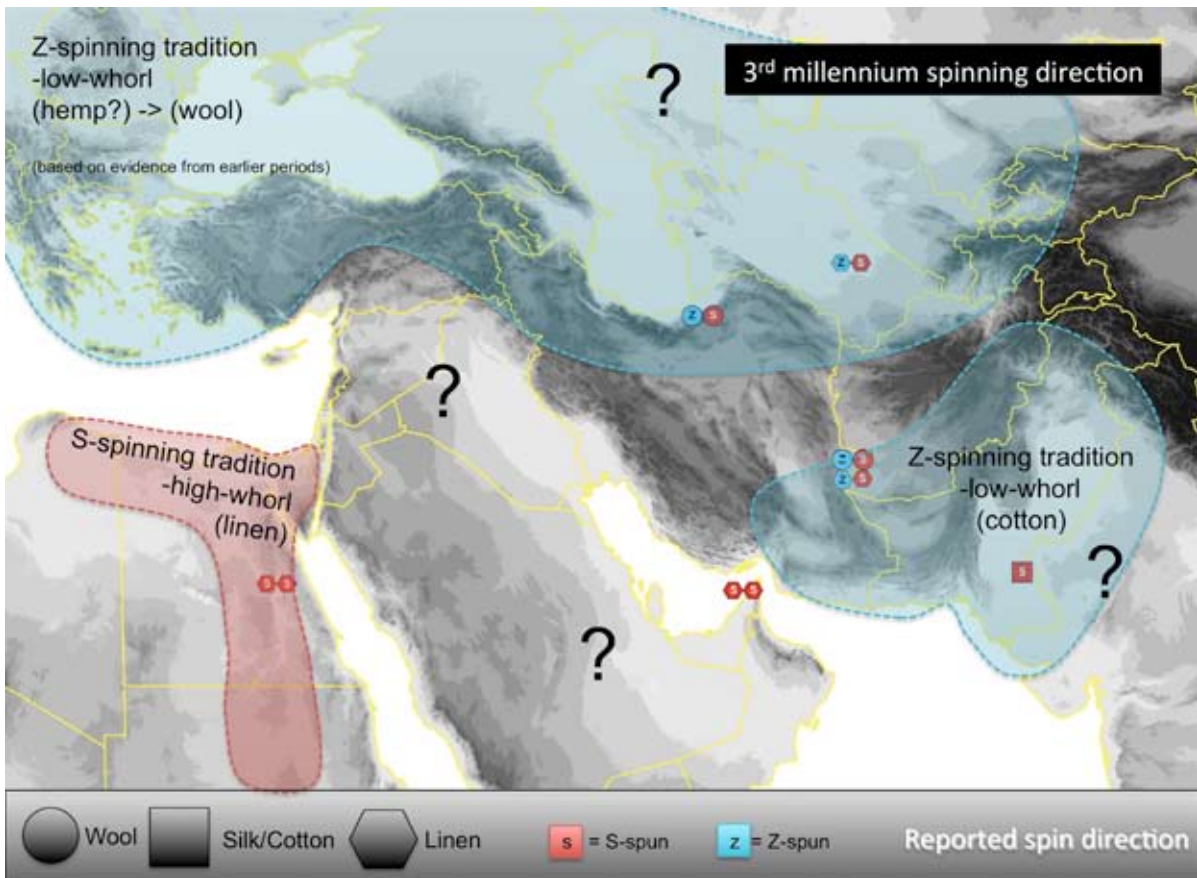 Z-spinning tradition
-low-whorl
(hemp?) -> (wool)
(based on evidence from earlier periods)
3rd millennium spinning direction
?
Z S
Z S
?
S-spinning tradition
-high-whorl
(linen)
Z S
Z S
Z-spinning tradition
-low-whorl
(cotton)
S
?
S S
S S
?
Wool
Silk/Cotton
Linen
s = S-spun
z = Z-spun
Reported spin direction